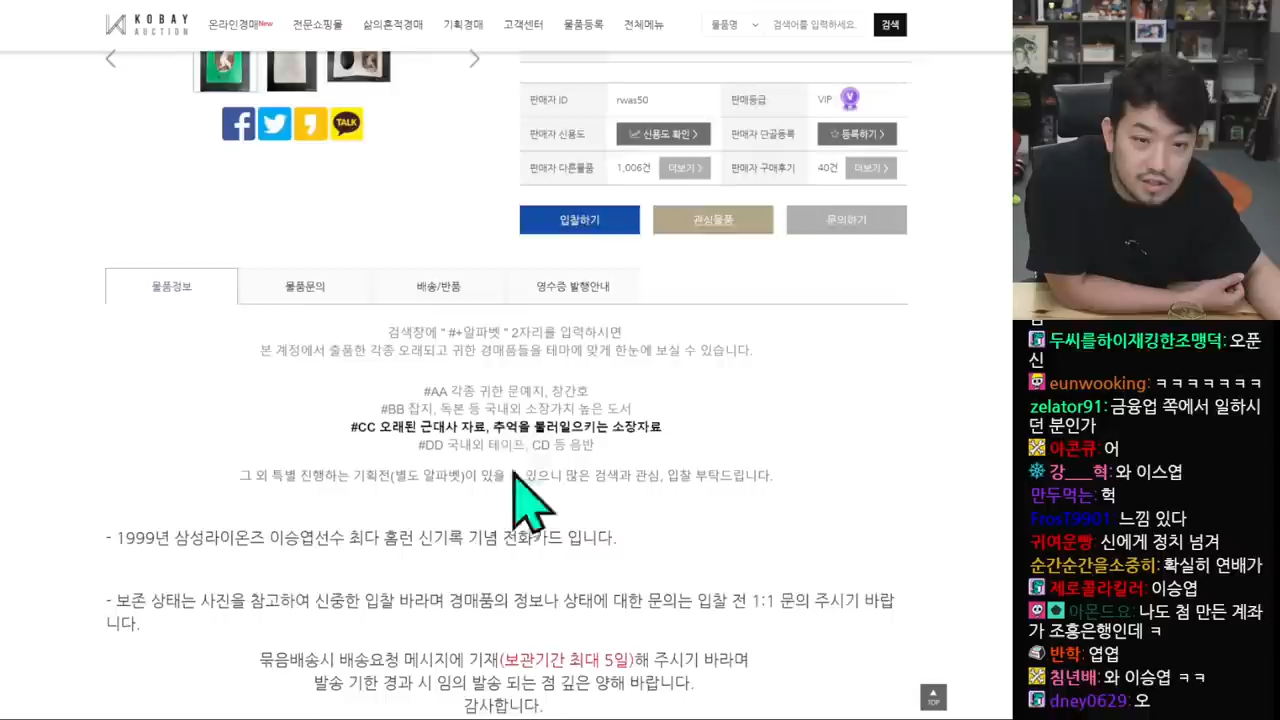 KOBAY
AUCTION
온라인경매New
전문쇼핑몰
삶의흔적경매
기획경매
고객센터
물품등록
전체메뉴
물품명
검색어를 입력하세요.
검색
TALK
판매자 ID
rwas50
판매등급
VIP
V
판매자 신용도
신용도 확인 >
판매자 단골등록
☆ 등록하기 >
판매자 다른물품
1,006건
더보기 >
판매자 구매후기
40건
더보기 >
입찰하기
관심물품
문의하기
물품정보
물품문의
배송/반품
영수증 발행안내
검색창에 " #+알파벳 " 2자리를 입력하시면
본 계정에서 출품한 각종 오래되고 귀한 경매품들을 테마에 맞게 한눈에 보실 수 있습니다.
#AA 각종 귀한 문예지, 창간호
#BB 잡지, 독본 등 국내외 소장가치 높은 도서
#CC 오래된 근대사 자료, 추억을 불러일으키는 소장자료
#DD 국내외 테이프, CD 등 음반
그 외 특별 진행하는 기획전(별도 알파벳)이 있을 있으니 많은 검색과 관심, 입찰 부탁드립니다.
- 1999년 삼성라이온즈 이승엽선수 최다 홈런 신기록 기념 전화카드 입니다.
- 보존 상태는 사진을 참고하여 신중한 입찰 바라며 경매품의 정보나 상태에 대한 문의는 입찰 전 1:1 문의 주시기 바랍
니다.
묶음배송시 배송요청 메시지에 기재(보관기간 최대 5일)해 주시기 바라며
발송 기한 경과 시 임의 발송 되는 점 깊은 양해 바랍니다.
감사합니다.
TOP
두씨를하이재킹한조맹덕: 오푼
신
eunwooking: ㅋㅋㅋㅋㅋㅋㅋ
zelator91: 금융업 쪽에서 일하시
던 분인가
야콘큐: 어
강___혁: 와 이스엽
만두먹는: 헉
FrosT9901: 느낌 있다
귀여운빵: 신에게 정치 넘겨
순간순간을소중히: 확실히 연배가
제로콜라킬러: 이승엽
아몬드요: 나도 첨 만든 계좌
가 조흥은행인데 ㅋ
반학: 엽엽
침년배: 와 이승엽 ㅋㅋ
dney0629: 오